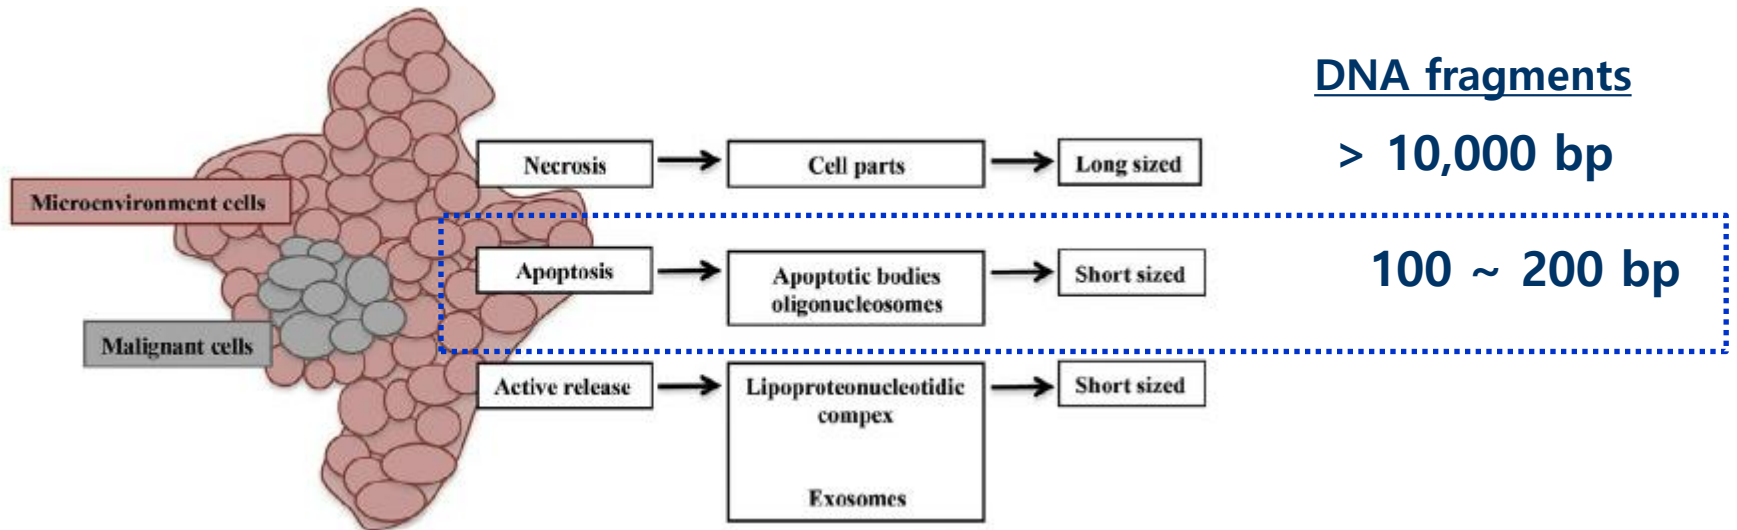 DNA fragments
Necrosis
Cell parts
Long sized
> 10,000 bp
Microenvironment cells
Apoptosis
Apoptotic bodies
oligonucleosomes
Short sized
100 ~ 200 bp
Malignant cells
Active release
Lipoproteonucleotidic
compex
Exosomes
Short sized